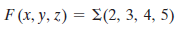 F (x, y, z) = Σ(2, 3, 4, 5)